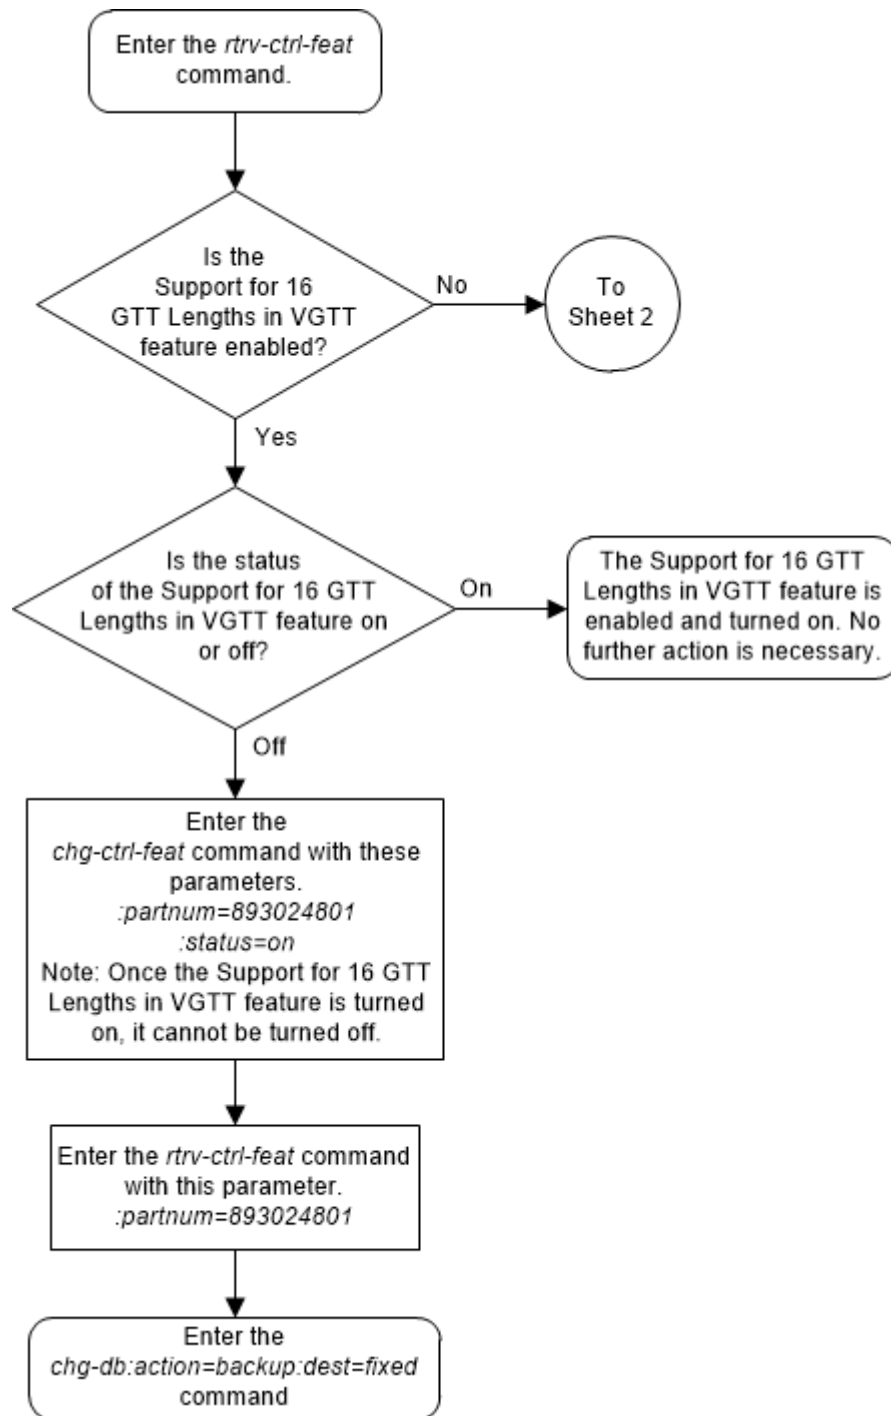 Enter the rtrv-ctrl-feat
command.
Is the
Support for 16
GTT Lengths in VGTT
feature enabled?
No
To
Sheet 2
Yes
Is the status
of the Support for 16 GTT
Lengths in VGTT feature on
or off?
On
The Support for 16 GTT
Lengths in VGTT feature is
enabled and turned on. No
further action is necessary.
Off
Enter the
chg-ctrl-feat command with these
parameters.
:partnum=893024801
:status=on
Note: Once the Support for 16 GTT
Lengths in VGTT feature is turned
on, it cannot be turned off.
Enter the rtrv-ctrl-feat command
with this parameter.
:partnum=893024801
Enter the
chg-db:action=backup:dest=fixed
command